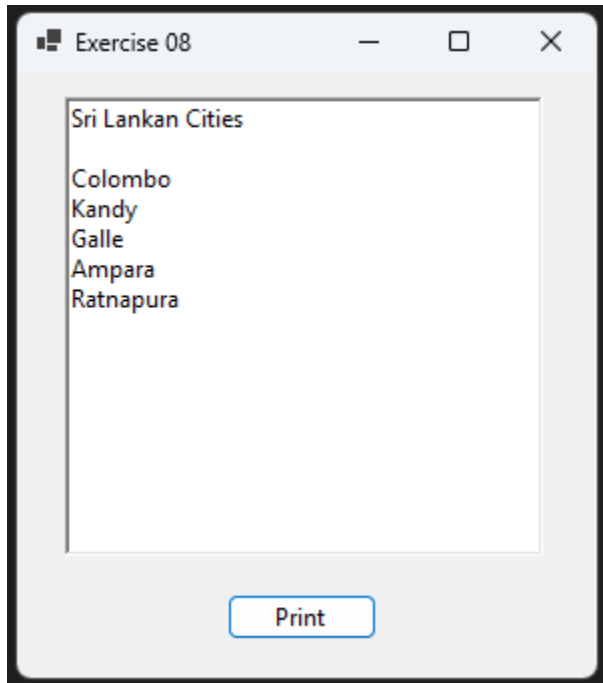 Exercise 08
Sri Lankan Cities
Colombo
Kandy
Galle
Ampara
Ratnapura
Print